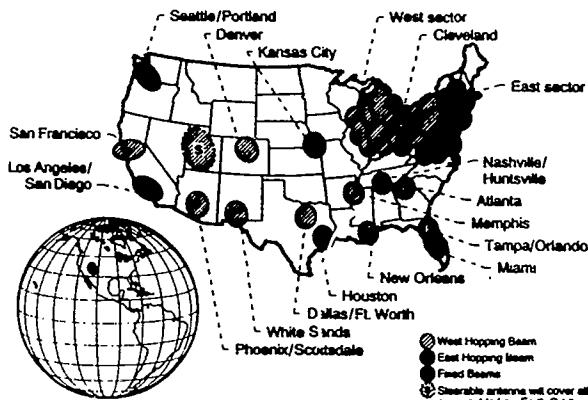 Seattle/Portland
West sector
Denver
Cleveland
Kansas City
East sector
San Francisco
Los Angeles/
San Diego
Nashville/
Huntsville
Atlanta
Memphis
Tampa/Orlando
Miami
New Orleans
Houston
Dallas/Ft. Worth
White Sands
Phoenix/Scottsdale
West Hopping Beam
East Hopping Beam
Fixed Beams
S
Steerable antenna will cover